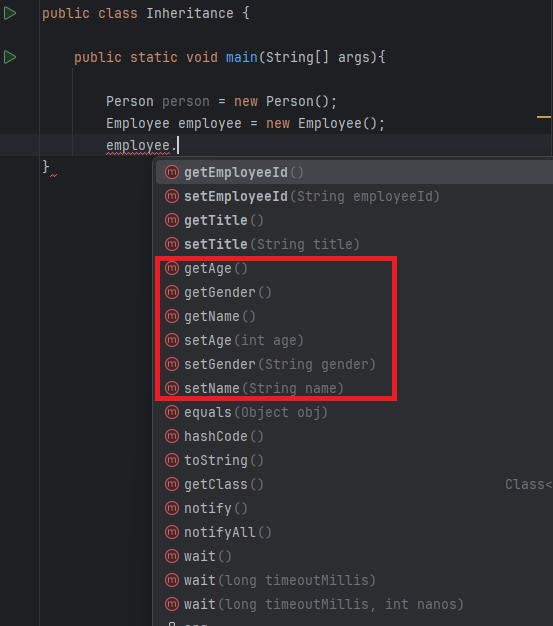 public class Inheritance {
public static void main(String[] args){
Person person = new Person();
Employee employee = new Employee();
employee.
}
m getEmployeeId()
m setEmployeeId(String employeeId)
m getTitle()
m setTitle(String title)
m getAge()
m getGender()
m getName()
m setAge(int age)
m setGender(String gender)
m setName(String name)
m equals(Object obj)
m hashCode()
m toString()
m getClass() Class<
m notify()
m notifyAll()
m wait()
m wait(long timeoutMillis)
m wait(long timeoutMillis, int nanos)